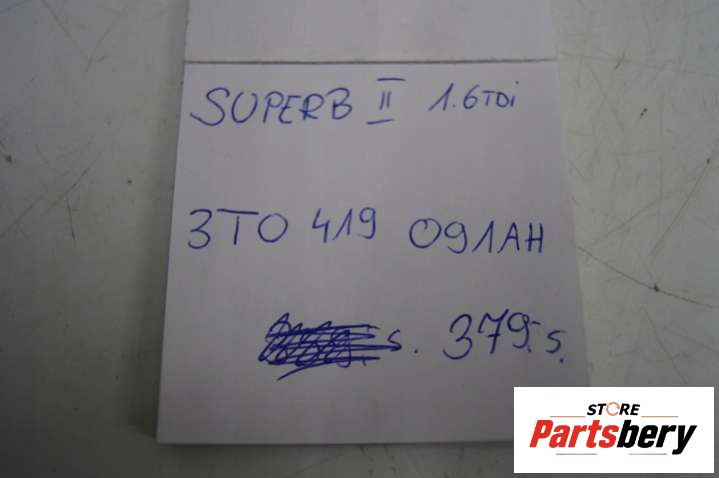 SUPERB II 1.6TDi
3T0 419 091AH
s. 379,- s.
STORE
Partsbery